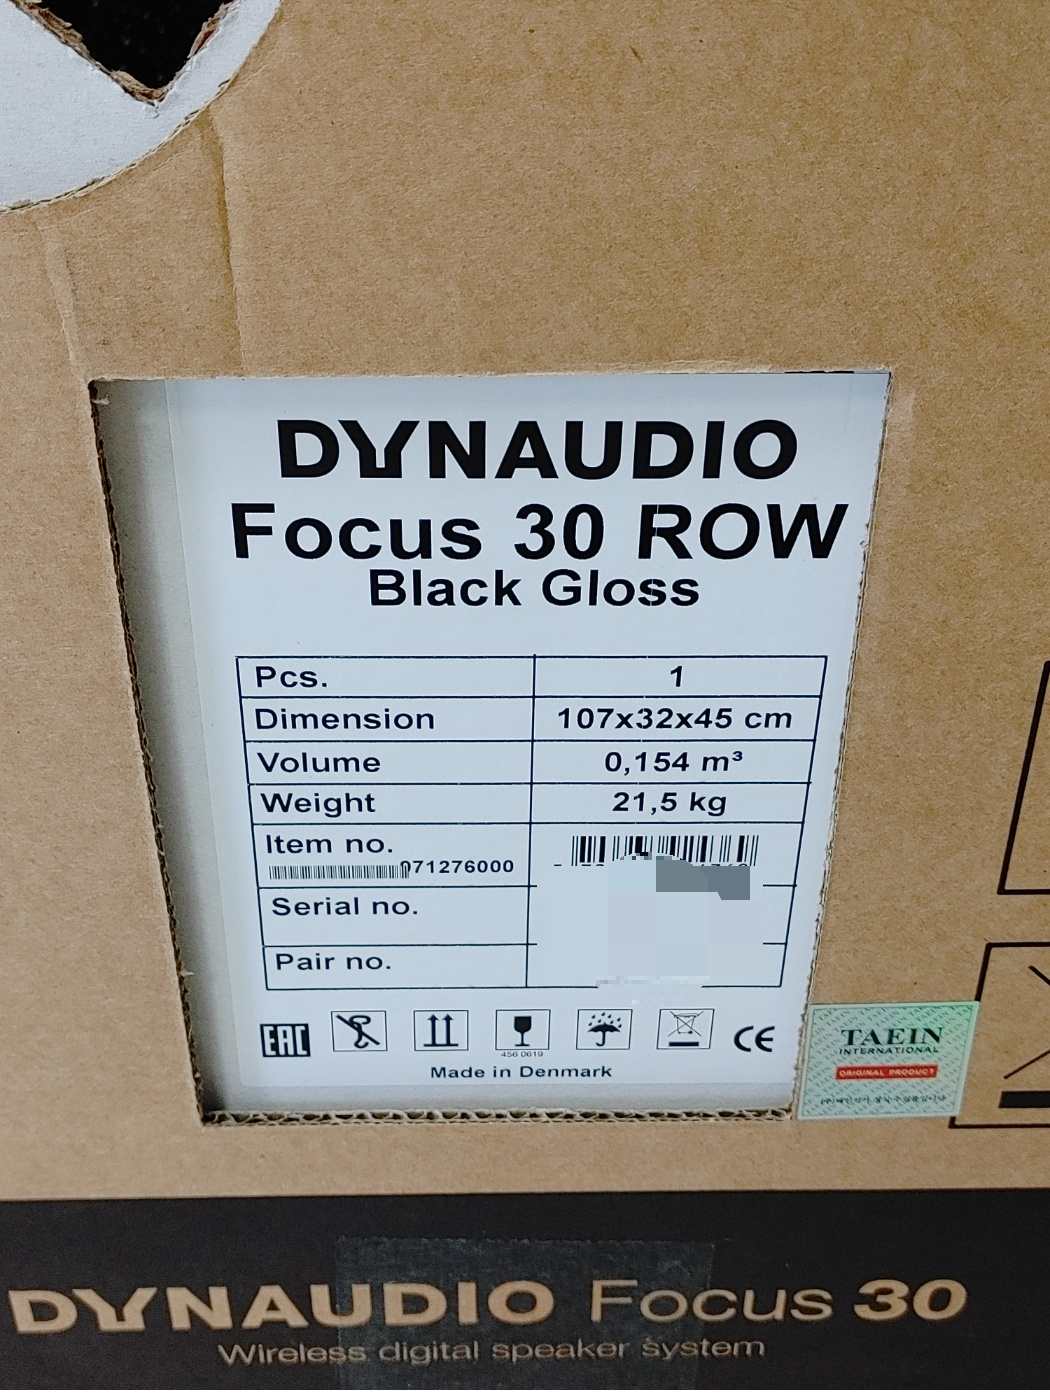 DYNAUDIO
Focus 30 ROW
Black Gloss
Pcs. 1
Dimension 107x32x45 cm
Volume 0,154 m³
Weight 21,5 kg
Item no.
971276000
Serial no.
Pair no.
EAC
CE
456 0619
Made in Denmark
TAEIN
INTERNATIONAL
ORIGINAL PRODUCT
DYNAUDIO Focus 30
Wireless digital speaker system